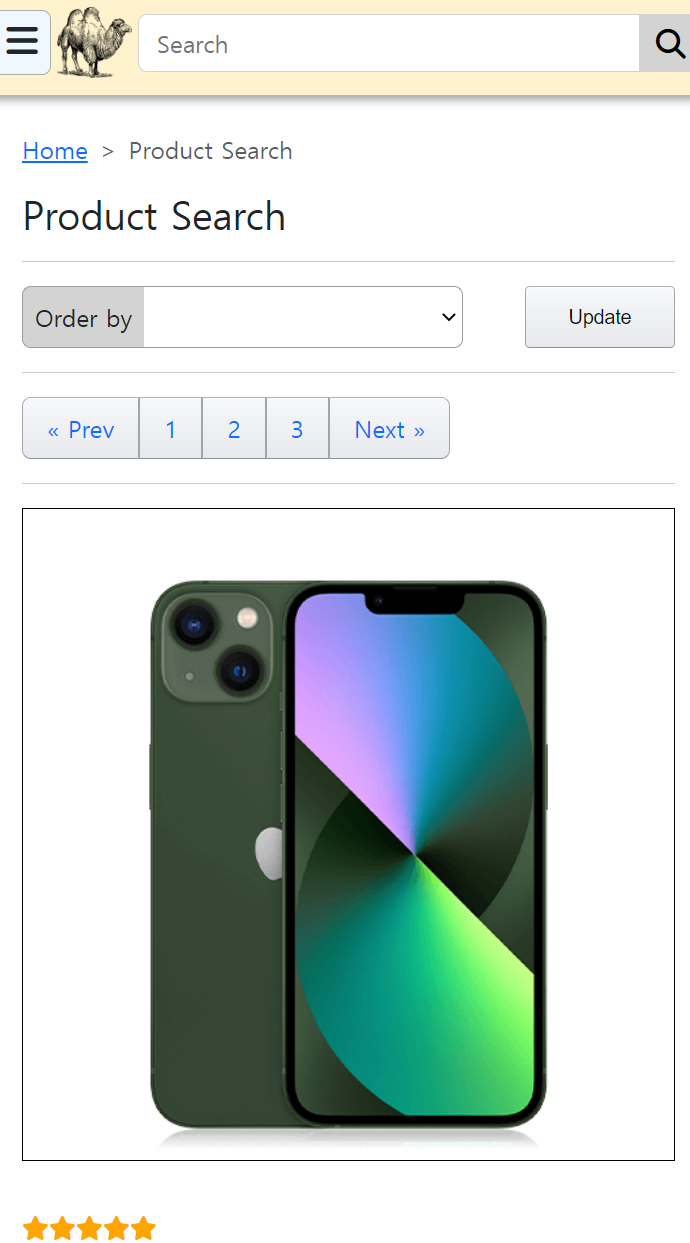 Search
Home > Product Search
Product Search
Order by
Update
« Prev 1 2 3 Next »